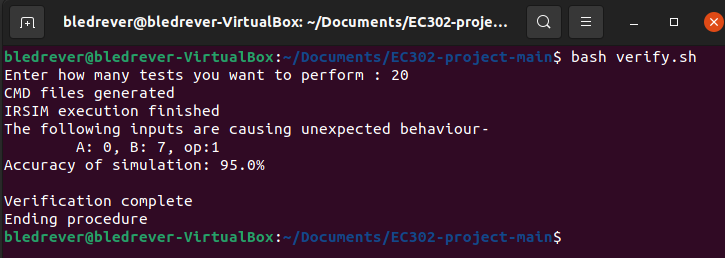 bledrever@bledrever-VirtualBox: ~/Documents/EC302-proje...
bledrever@bledrever-VirtualBox:~/Documents/EC302-project-main$ bash verify.sh
Enter how many tests you want to perform : 20
CMD files generated
IRSIM execution finished
The following inputs are causing unexpected behaviour-
        A: 0, B: 7, op:1
Accuracy of simulation: 95.0%

Verification complete
Ending procedure
bledrever@bledrever-VirtualBox:~/Documents/EC302-project-main$